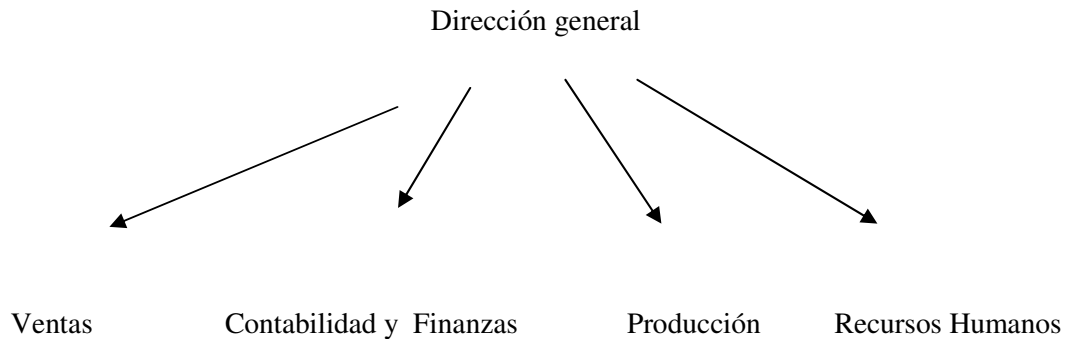 Dirección general
Ventas Contabilidad y Finanzas Producción Recursos Humanos